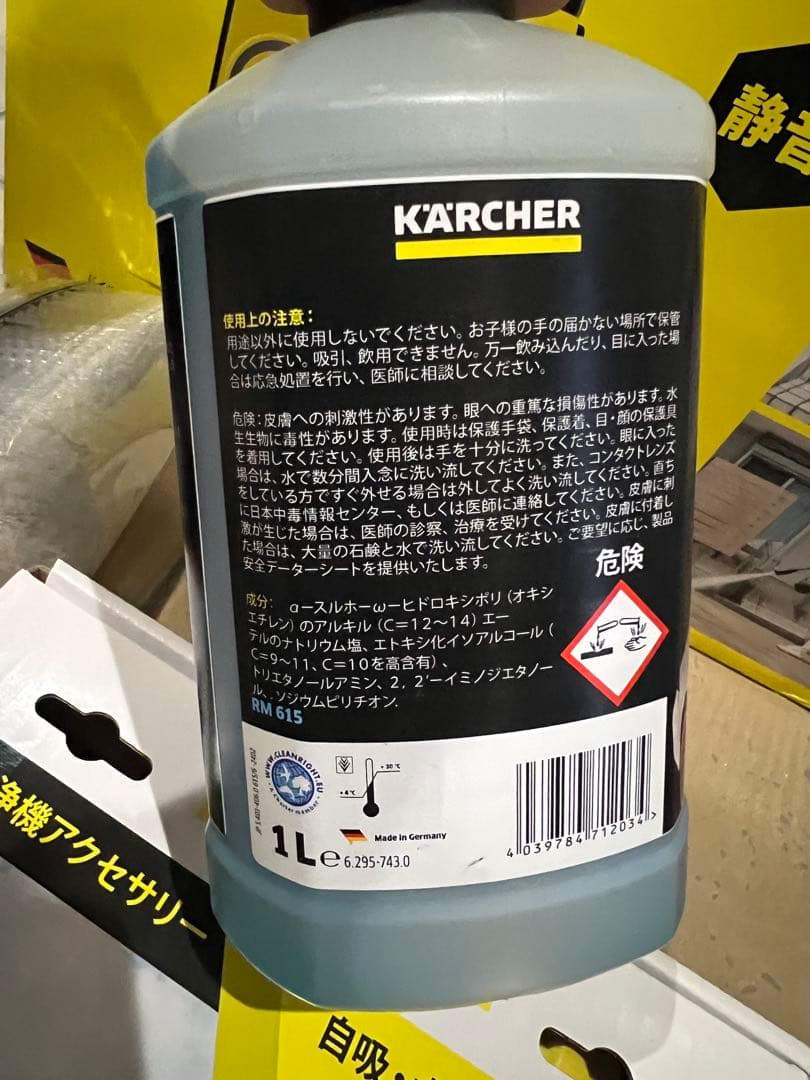 静音
KÄRCHER
使用上の注意：
用途以外に使用しないでください。お子様の手の届かない場所で保管
してください。吸引、飲用できません。万一飲み込んだり、目に入った場
合は応急処置を行い、医師に相談してください。
危険：皮膚への刺激性があります。眼への重篤な損傷性があります。水
生生物に毒性があります。使用時は保護手袋、保護着、目・顔の保護具
を着用してください。使用後は手を十分に洗ってください。眼に入った
場合は、水で数分間入念に洗い流してください。また、コンタクトレンズ
をしている方ですぐ外せる場合は外してよく洗い流してください。直ち
に日本中毒情報センター、もしくは医師に連絡してください。皮膚に刺
激が生じた場合は、医師の診察、治療を受けてください。皮膚に付着し
た場合は、大量の石鹸と水で洗い流してください。ご要望に応じ、製品
安全データーシートを提供いたします。
危険
成分： αースルホーωーヒドロキシポリ（オキシ
エチレン）のアルキル（C＝12〜14）エー
テルのナトリウム塩、エトキシ化イソアルコール（
C＝9〜11、C＝10を高含有）、
トリエタノールアミン、2，2'ーイミノジエタノー
ル、ソジウムピリチオン.
RM 615
WWW.CLEANRIGHT.EU
+ 30 °C
+ 4°C
1L e
Made in Germany
6.295-743.0
4 039784 712034 >
浄機アクセサリー
自吸・